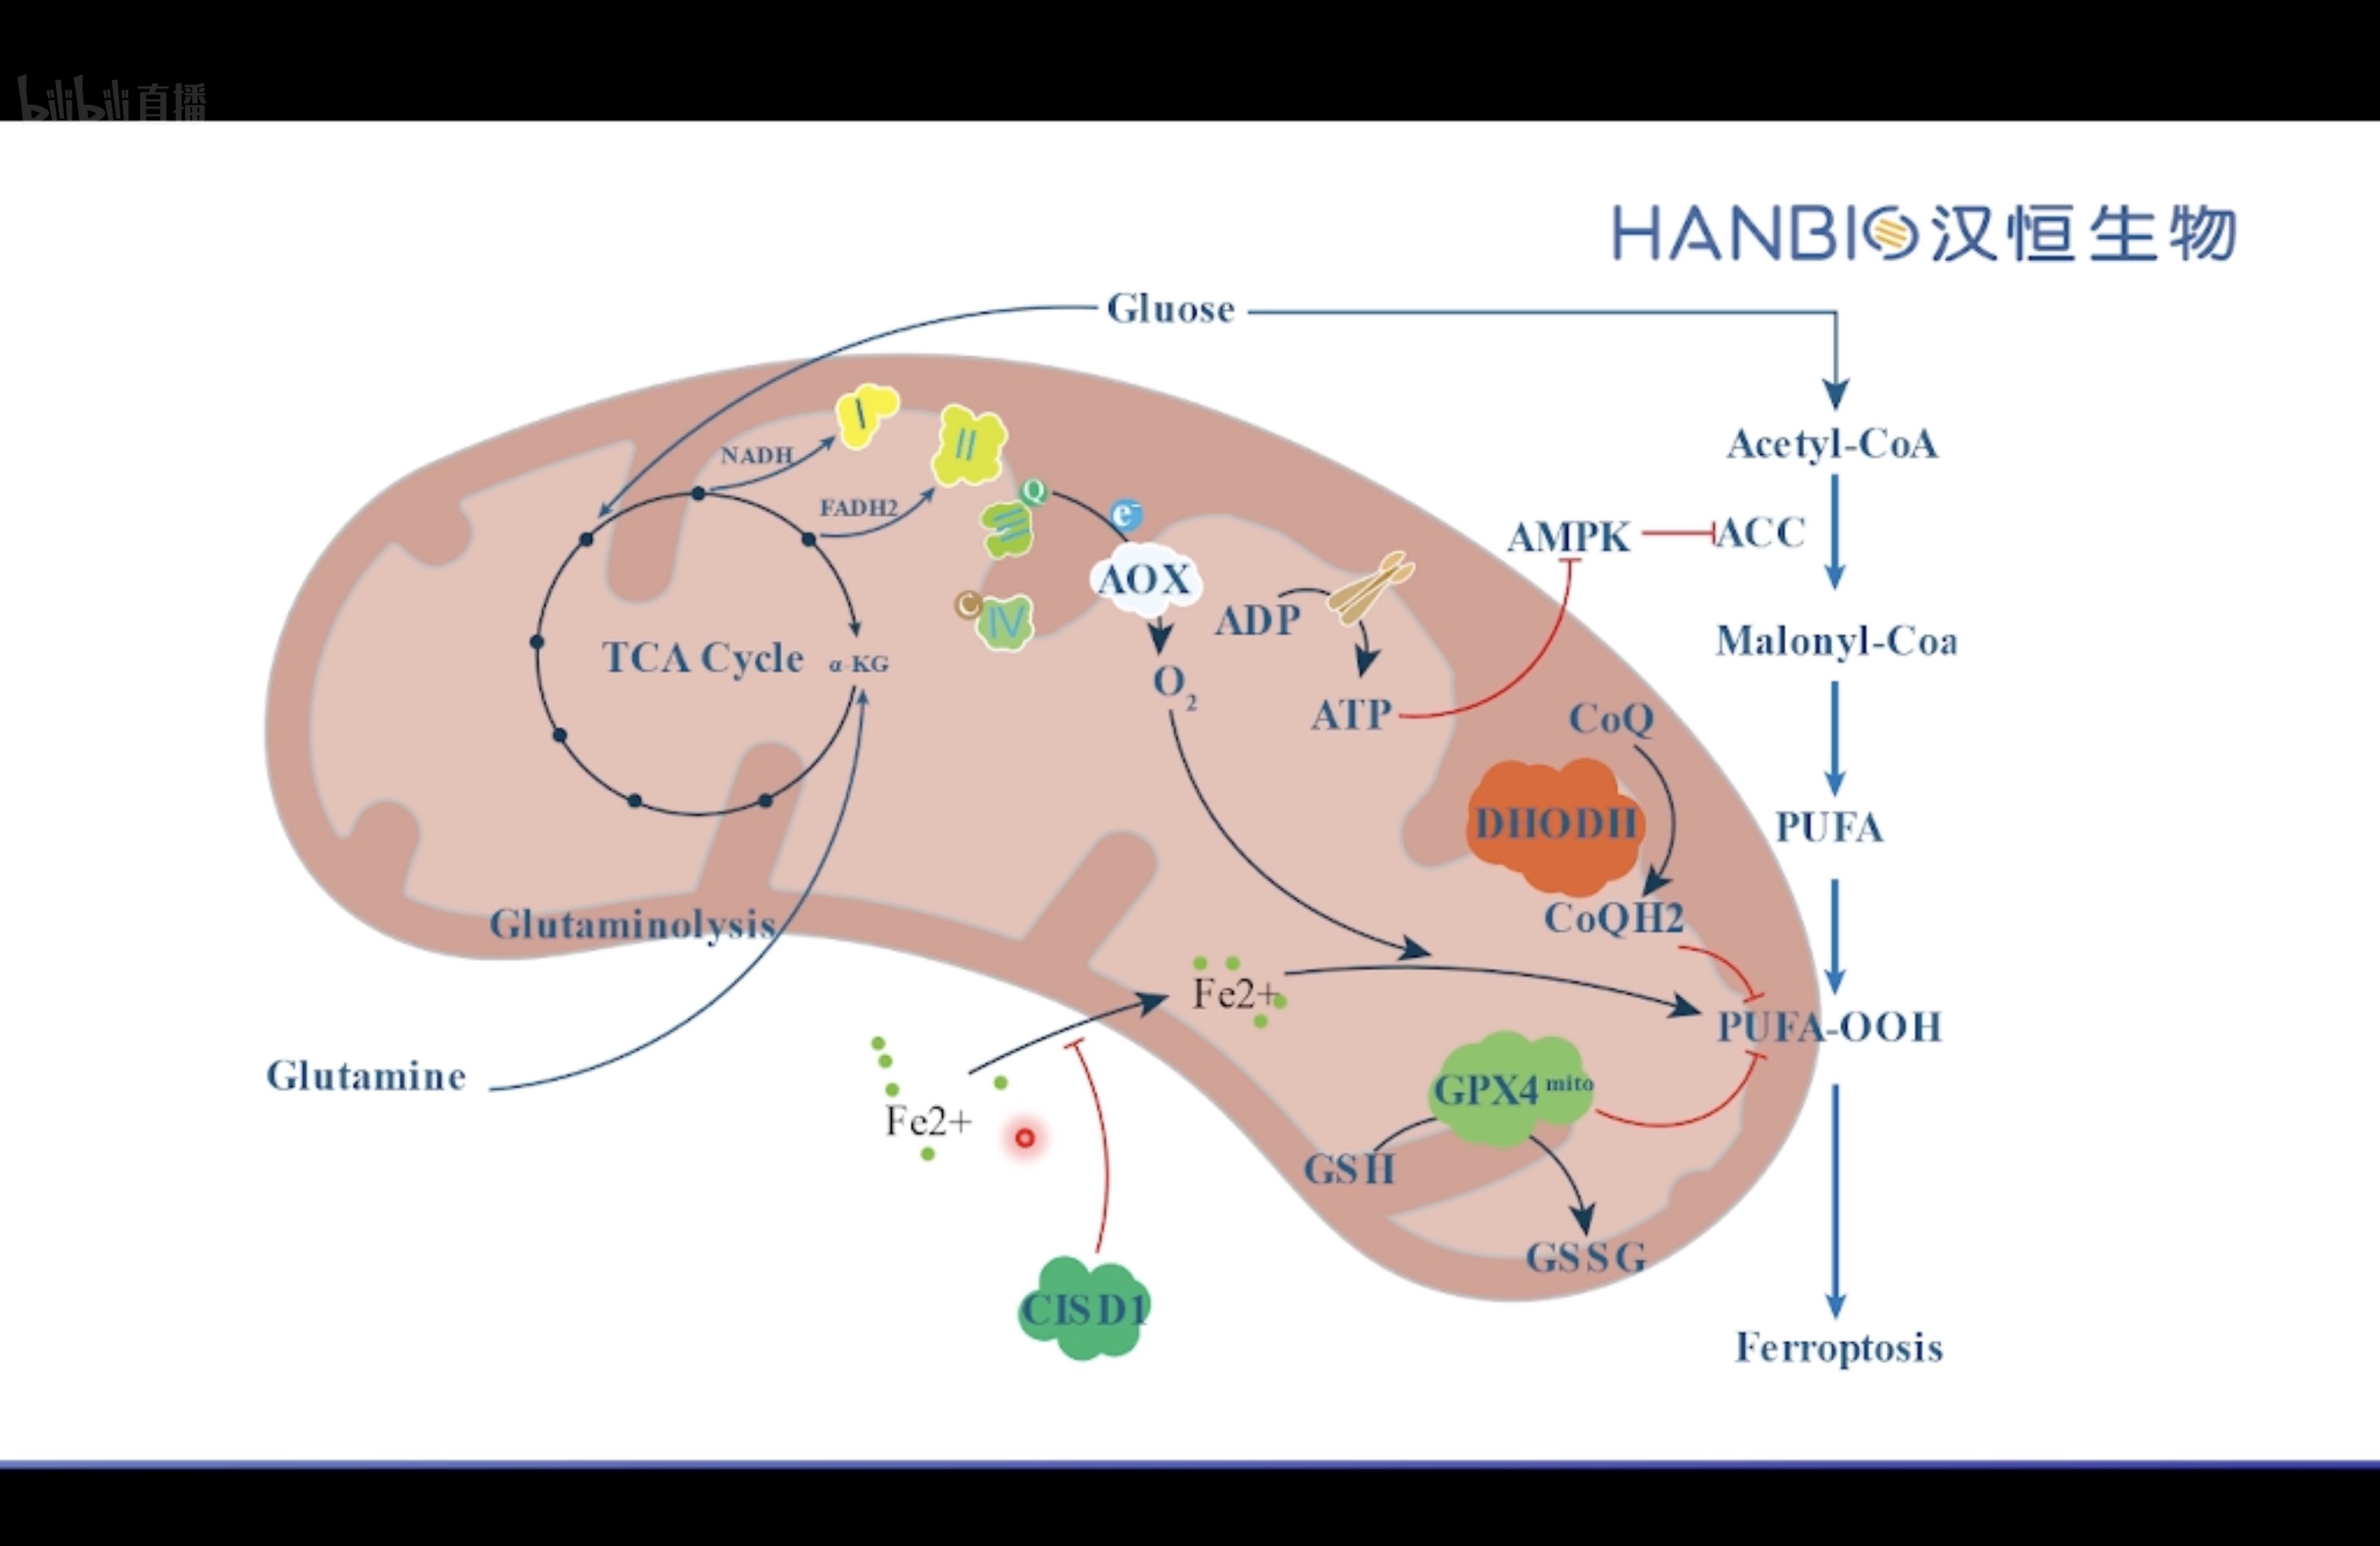 bilibili直播
HANBIO汉恒生物
Gluose
Acetyl-CoA
NADH
I
II
FADH2
Q
e-
III
AMPK
ACC
AOX
C
IV
ADP
Malonyl-Coa
TCA Cycle
α-KG
O2
ATP
CoQ
DHODH
PUFA
CoQH2
Glutaminolysis
Fe2+
PUFA-OOH
Glutamine
GPX4 mito
Fe2+
GSH
GSSG
CISD1
Ferroptosis